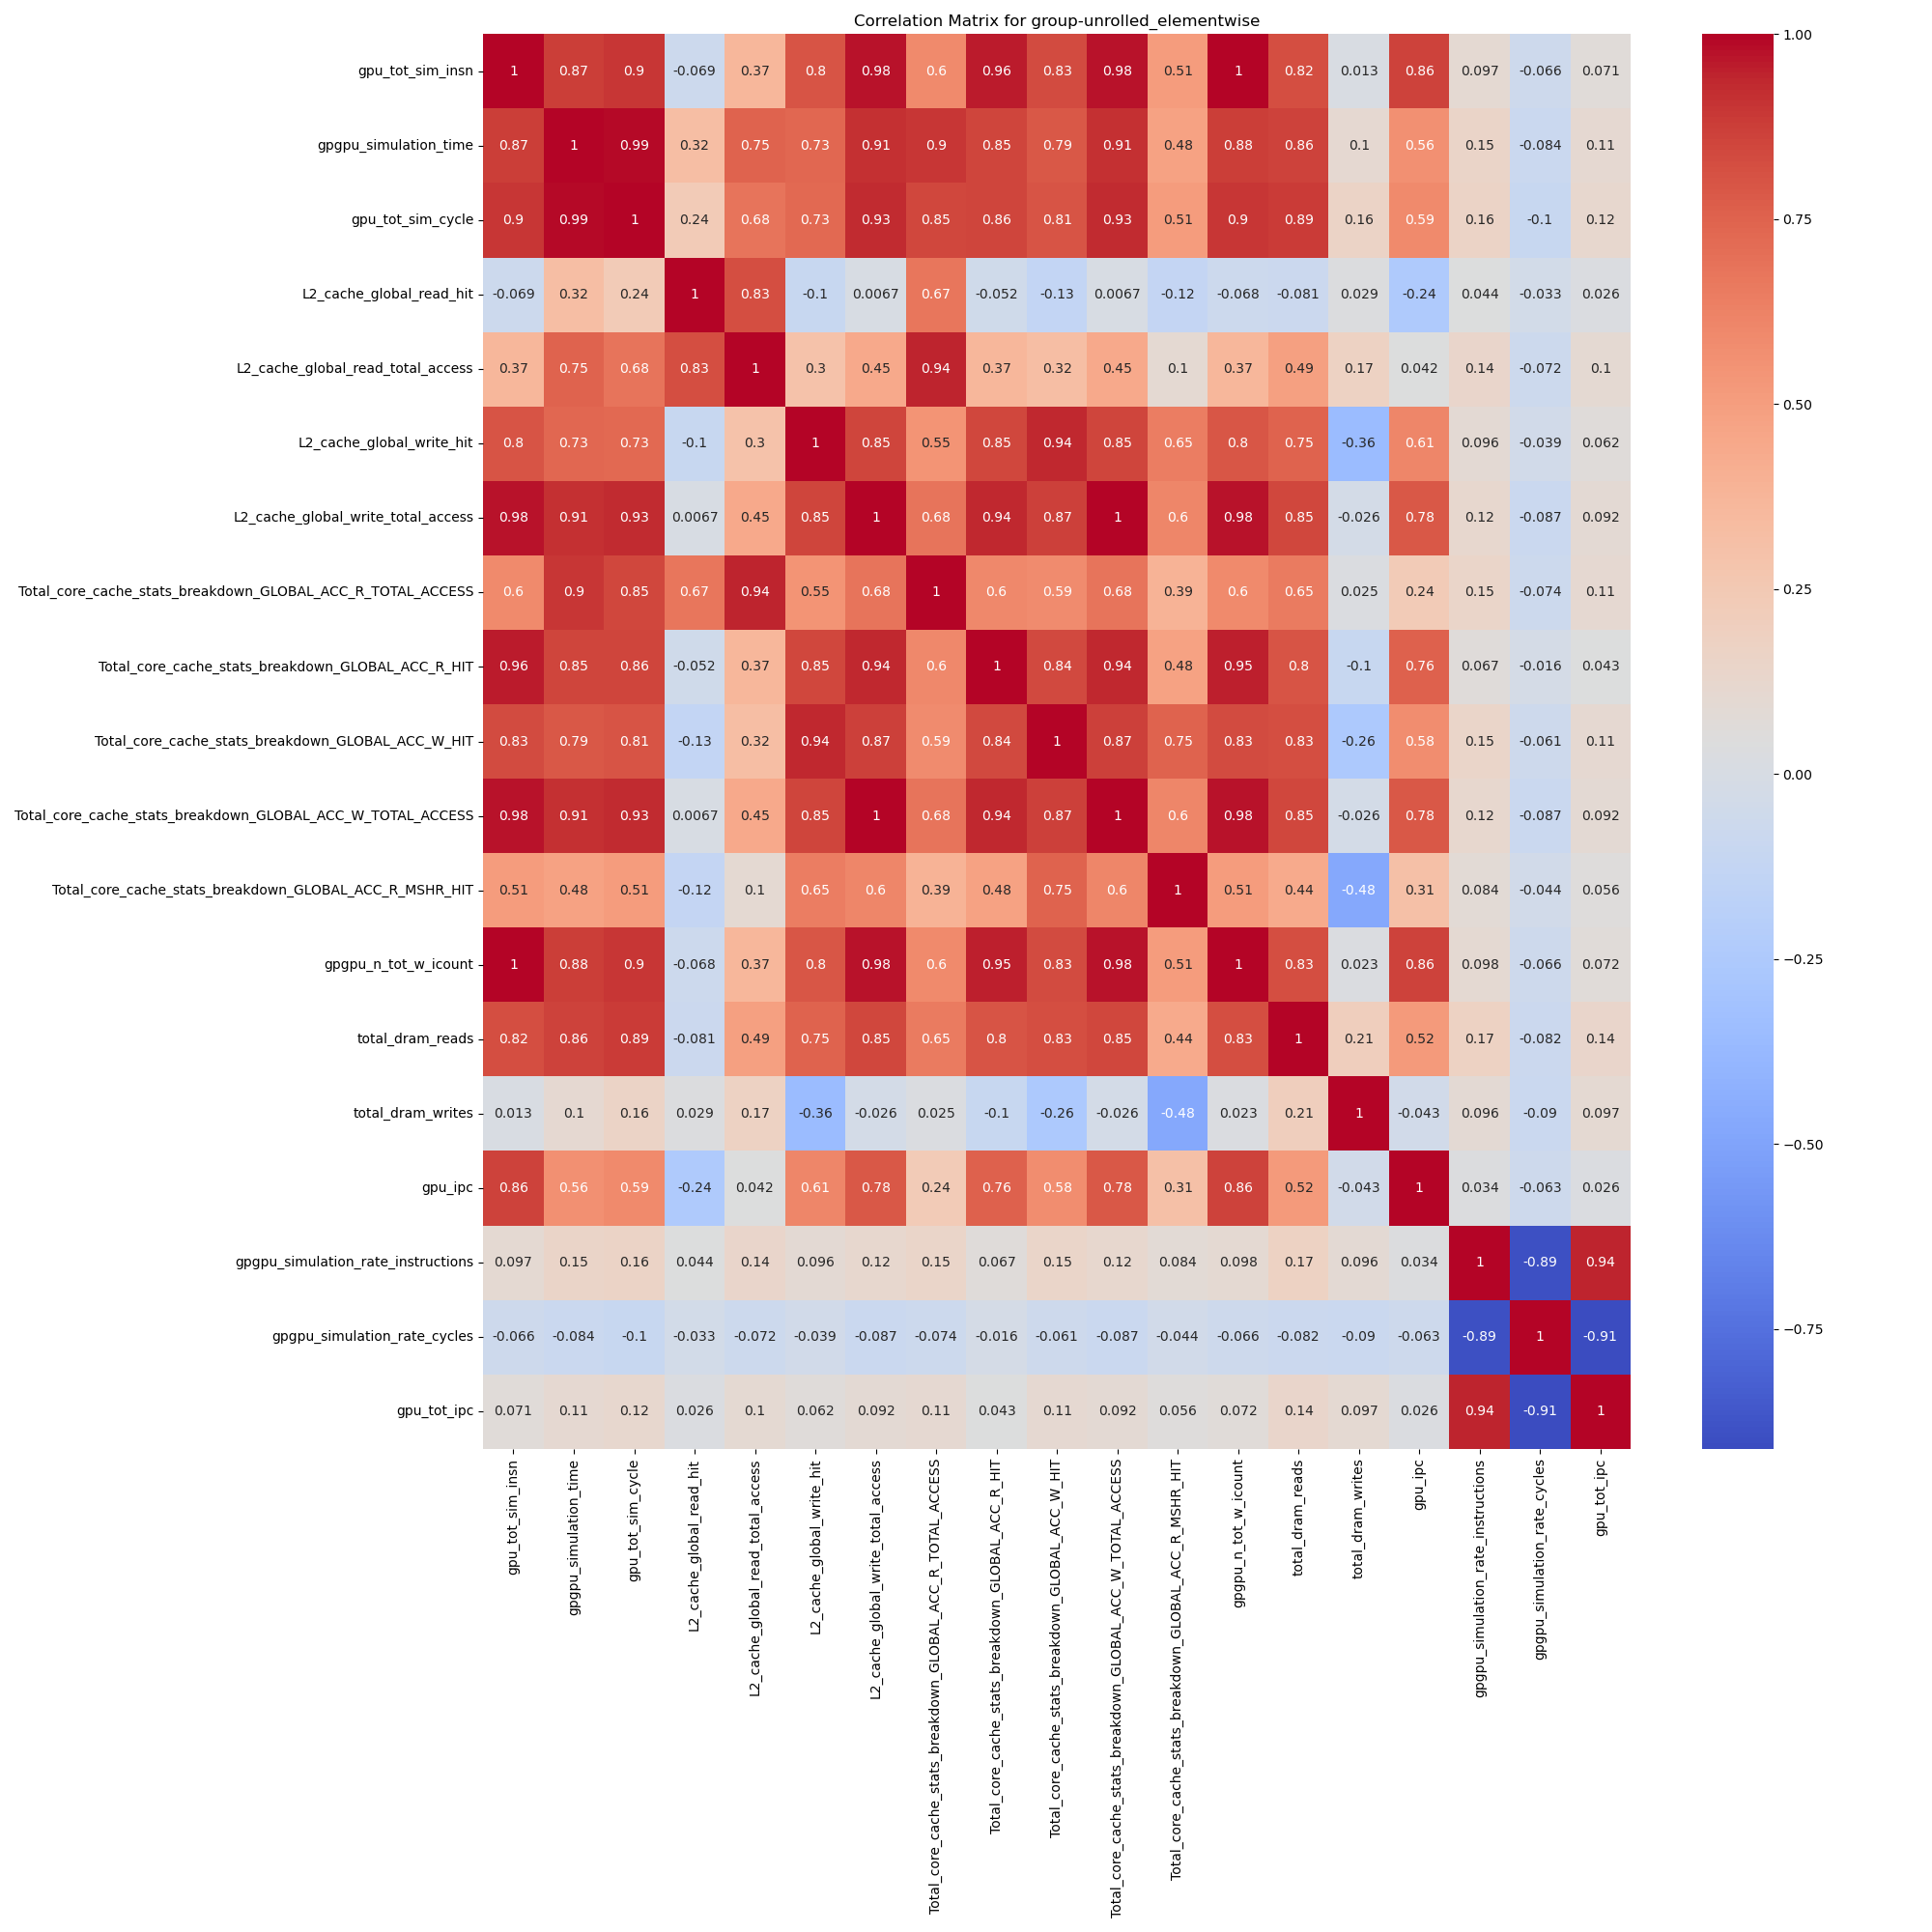 Correlation Matrix for group-unrolled_elementwise
gpu_tot_sim_insn 1 0.87 0.9 -0.069 0.37 0.8 0.98 0.6 0.96 0.83 0.98 0.51 1 0.82 0.013 0.86 0.097 -0.066 0.071
gpgpu_simulation_time 0.87 1 0.99 0.32 0.75 0.73 0.91 0.9 0.85 0.79 0.91 0.48 0.88 0.86 0.1 0.56 0.15 -0.084 0.11
gpu_tot_sim_cycle 0.9 0.99 1 0.24 0.68 0.73 0.93 0.85 0.86 0.81 0.93 0.51 0.9 0.89 0.16 0.59 0.16 -0.1 0.12
L2_cache_global_read_hit -0.069 0.32 0.24 1 0.83 -0.1 0.0067 0.67 -0.052 -0.13 0.0067 -0.12 -0.068 -0.081 0.029 -0.24 0.044 -0.033 0.026
L2_cache_global_read_total_access 0.37 0.75 0.68 0.83 1 0.3 0.45 0.94 0.37 0.32 0.45 0.1 0.37 0.49 0.17 0.042 0.14 -0.072 0.1
L2_cache_global_write_hit 0.8 0.73 0.73 -0.1 0.3 1 0.85 0.55 0.85 0.94 0.85 0.65 0.8 0.75 -0.36 0.61 0.096 -0.039 0.062
L2_cache_global_write_total_access 0.98 0.91 0.93 0.0067 0.45 0.85 1 0.68 0.94 0.87 1 0.6 0.98 0.85 -0.026 0.78 0.12 -0.087 0.092
Total_core_cache_stats_breakdown_GLOBAL_ACC_R_TOTAL_ACCESS 0.6 0.9 0.85 0.67 0.94 0.55 0.68 1 0.6 0.59 0.68 0.39 0.6 0.65 0.025 0.24 0.15 -0.074 0.11
Total_core_cache_stats_breakdown_GLOBAL_ACC_R_HIT 0.96 0.85 0.86 -0.052 0.37 0.85 0.94 0.6 1 0.84 0.94 0.48 0.95 0.8 -0.1 0.76 0.067 -0.016 0.043
Total_core_cache_stats_breakdown_GLOBAL_ACC_W_HIT 0.83 0.79 0.81 -0.13 0.32 0.94 0.87 0.59 0.84 1 0.87 0.75 0.83 0.83 -0.26 0.58 0.15 -0.061 0.11
Total_core_cache_stats_breakdown_GLOBAL_ACC_W_TOTAL_ACCESS 0.98 0.91 0.93 0.0067 0.45 0.85 1 0.68 0.94 0.87 1 0.6 0.98 0.85 -0.026 0.78 0.12 -0.087 0.092
Total_core_cache_stats_breakdown_GLOBAL_ACC_R_MSHR_HIT 0.51 0.48 0.51 -0.12 0.1 0.65 0.6 0.39 0.48 0.75 0.6 1 0.51 0.44 -0.48 0.31 0.084 -0.044 0.056
gpgpu_n_tot_w_icount 1 0.88 0.9 -0.068 0.37 0.8 0.98 0.6 0.95 0.83 0.98 0.51 1 0.83 0.023 0.86 0.098 -0.066 0.072
total_dram_reads 0.82 0.86 0.89 -0.081 0.49 0.75 0.85 0.65 0.8 0.83 0.85 0.44 0.83 1 0.21 0.52 0.17 -0.082 0.14
total_dram_writes 0.013 0.1 0.16 0.029 0.17 -0.36 -0.026 0.025 -0.1 -0.26 -0.026 -0.48 0.023 0.21 1 -0.043 0.096 -0.09 0.097
gpu_ipc 0.86 0.56 0.59 -0.24 0.042 0.61 0.78 0.24 0.76 0.58 0.78 0.31 0.86 0.52 -0.043 1 0.034 -0.063 0.026
gpgpu_simulation_rate_instructions 0.097 0.15 0.16 0.044 0.14 0.096 0.12 0.15 0.067 0.15 0.12 0.084 0.098 0.17 0.096 0.034 1 -0.89 0.94
gpgpu_simulation_rate_cycles -0.066 -0.084 -0.1 -0.033 -0.072 -0.039 -0.087 -0.074 -0.016 -0.061 -0.087 -0.044 -0.066 -0.082 -0.09 -0.063 -0.89 1 -0.91
gpu_tot_ipc 0.071 0.11 0.12 0.026 0.1 0.062 0.092 0.11 0.043 0.11 0.092 0.056 0.072 0.14 0.097 0.026 0.94 -0.91 1
gpu_tot_sim_insn
gpgpu_simulation_time
gpu_tot_sim_cycle
L2_cache_global_read_hit
L2_cache_global_read_total_access
L2_cache_global_write_hit
L2_cache_global_write_total_access
Total_core_cache_stats_breakdown_GLOBAL_ACC_R_TOTAL_ACCESS
Total_core_cache_stats_breakdown_GLOBAL_ACC_R_HIT
Total_core_cache_stats_breakdown_GLOBAL_ACC_W_HIT
Total_core_cache_stats_breakdown_GLOBAL_ACC_W_TOTAL_ACCESS
Total_core_cache_stats_breakdown_GLOBAL_ACC_R_MSHR_HIT
gpgpu_n_tot_w_icount
total_dram_reads
total_dram_writes
gpu_ipc
gpgpu_simulation_rate_instructions
gpgpu_simulation_rate_cycles
gpu_tot_ipc
1.00
0.75
0.50
0.25
0.00
−0.25
−0.50
−0.75